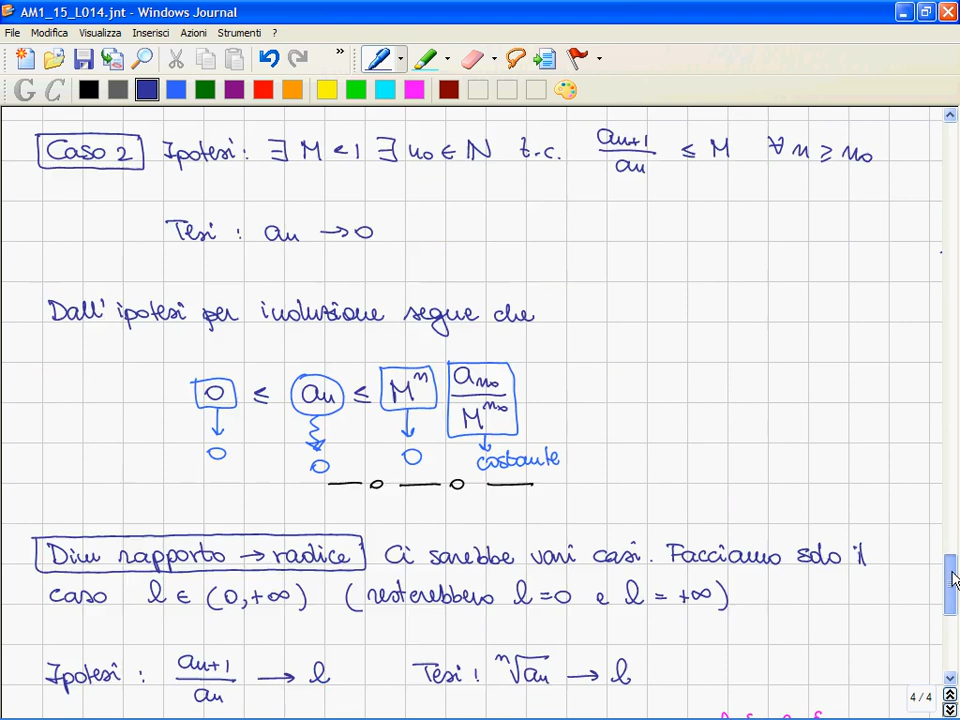 AM1_15_L014.jnt - Windows Journal
File Modifica Visualizza Inserisci Azioni Strumenti ?
Caso 2 Ipotesi: ∃ M < 1 ∃ n₀ ∈ ℕ t.c. aₙ₊₁/aₙ ≤ M ∀ n ≥ n₀
Tesi : aₙ → 0
Dall'ipotesi per induzione segue che
0 ≤ aₙ ≤ Mⁿ aₙ₀/Mⁿ⁰
0 0 0 costante
Dim rapporto → radice Ci sarebbe vari casi. Facciamo solo il
caso l ∈ (0,+∞) (resterebbero l=0 e l = +∞)
Ipotesi : aₙ₊₁/aₙ → l Tesi : ⁿ√aₙ → l
4 / 4